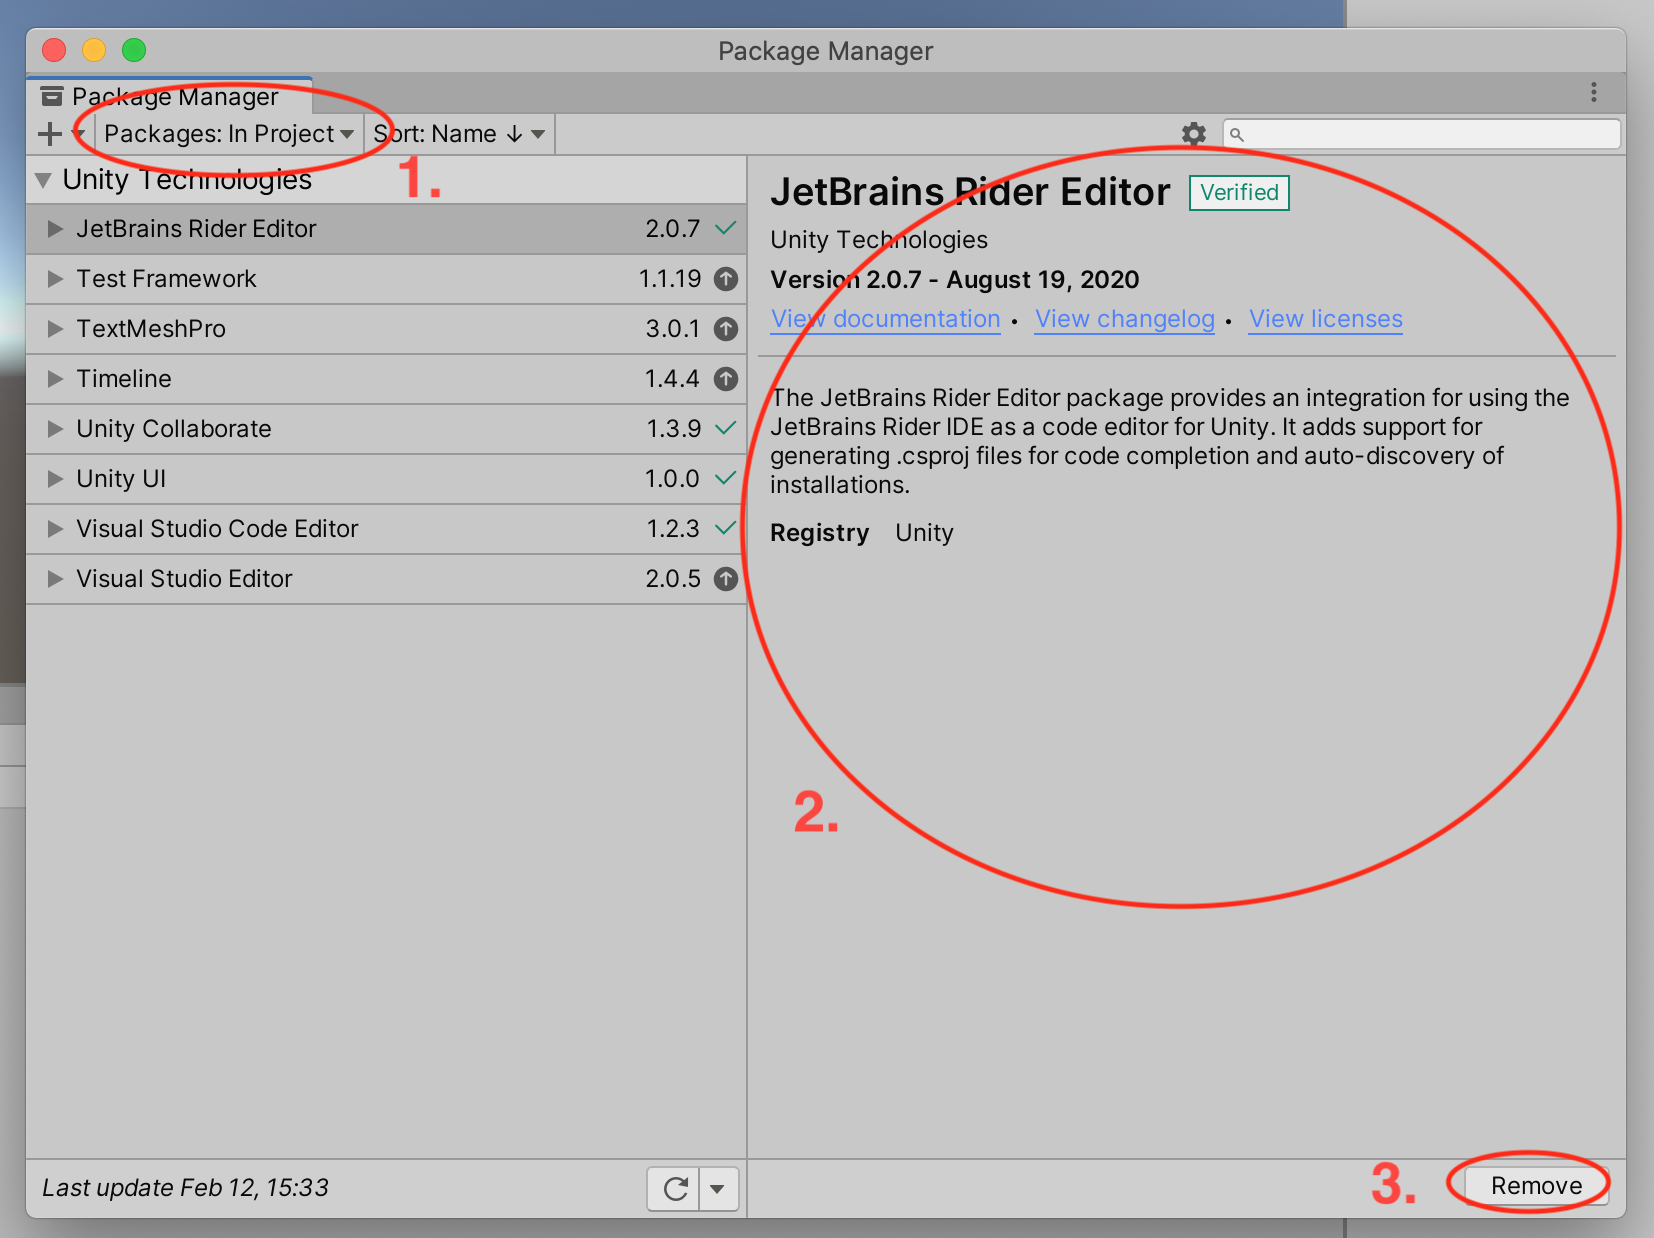 Package Manager
Package Manager
Packages: In Project
Sort: Name ↓
1.
Unity Technologies
JetBrains Rider Editor 2.0.7
Test Framework 1.1.19
TextMeshPro 3.0.1
Timeline 1.4.4
Unity Collaborate 1.3.9
Unity UI 1.0.0
Visual Studio Code Editor 1.2.3
Visual Studio Editor 2.0.5
Last update Feb 12, 15:33
JetBrains Rider Editor Verified
Unity Technologies
Version 2.0.7 - August 19, 2020
View documentation • View changelog • View licenses
The JetBrains Rider Editor package provides an integration for using the
JetBrains Rider IDE as a code editor for Unity. It adds support for
generating .csproj files for code completion and auto-discovery of
installations.
Registry Unity
2.
3.
Remove